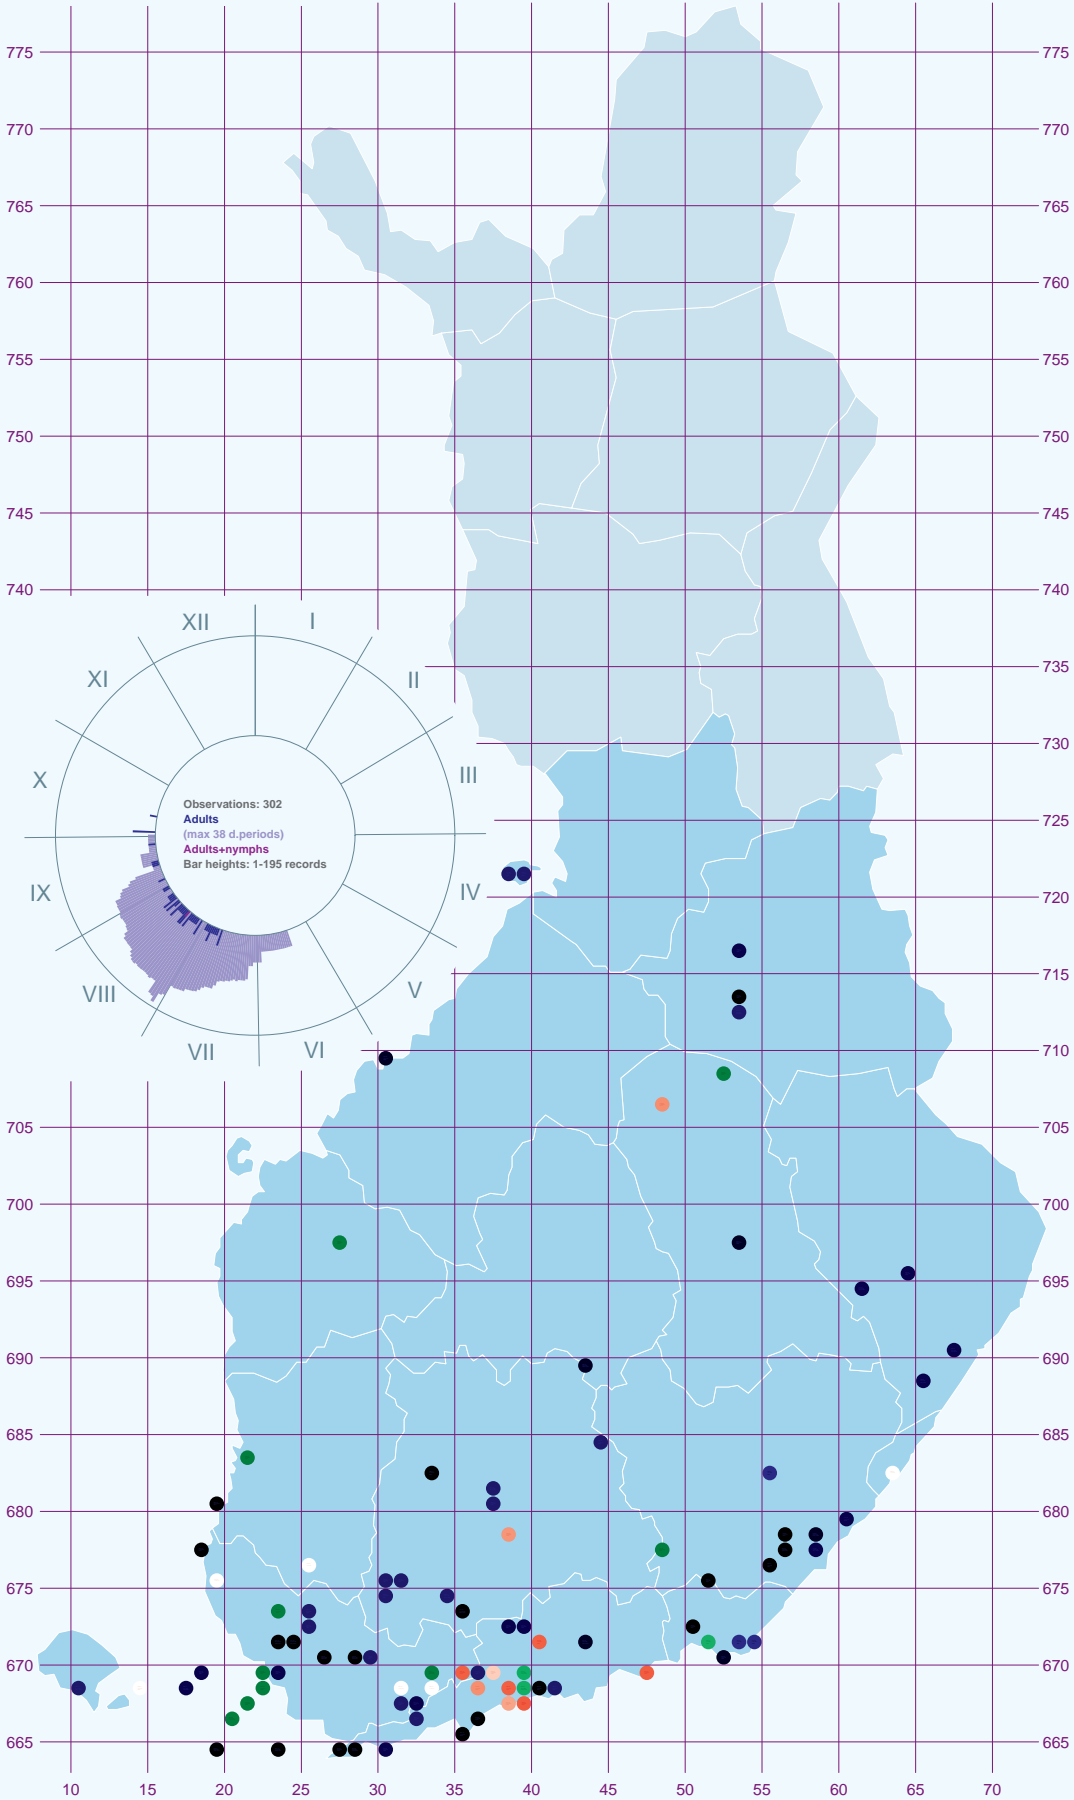 775 775
770 770
765 765
760 760
755 755
750 750
745 745
740 740
XII I
735
XI II
730
X III
Observations: 302
Adults
(max 38 d.periods)
Adults+nymphs
Bar heights: 1-195 records
725
IX IV
720
VIII V
715
VII VI
710
705 705
700 700
695 695
690 690
685 685
680 680
675 675
670 670
665 665
10 15 20 25 30 35 40 45 50 55 60 65 70